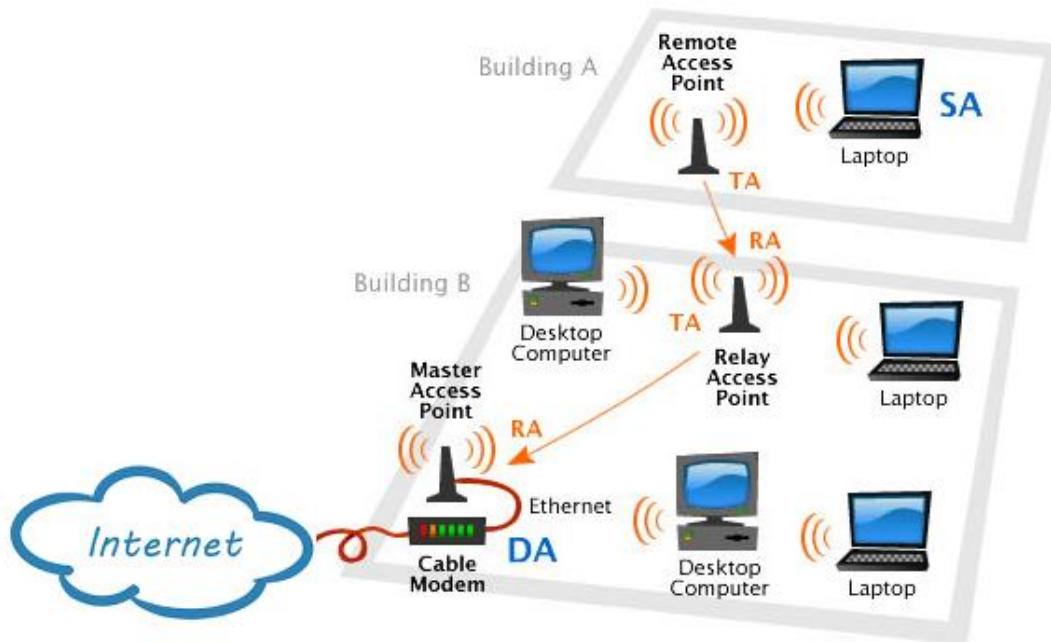 Building A
Remote
Access
Point
SA
Laptop
TA
RA
Building B
Desktop
Computer
TA
Relay
Access
Point
Laptop
Master
Access
Point
RA
Internet
Ethernet
Cable
Modem
DA
Desktop
Computer
Laptop